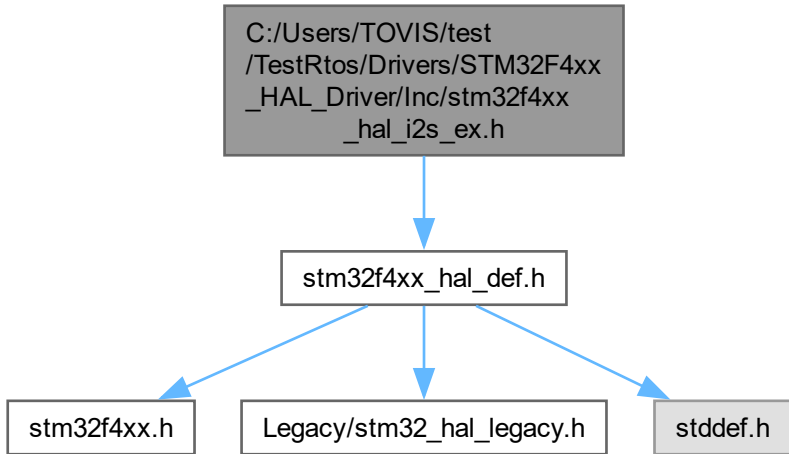 C:/Users/TOVIS/test
/TestRtos/Drivers/STM32F4xx
_HAL_Driver/Inc/stm32f4xx
_hal_i2s_ex.h
stm32f4xx_hal_def.h
stm32f4xx.h
Legacy/stm32_hal_legacy.h
stddef.h